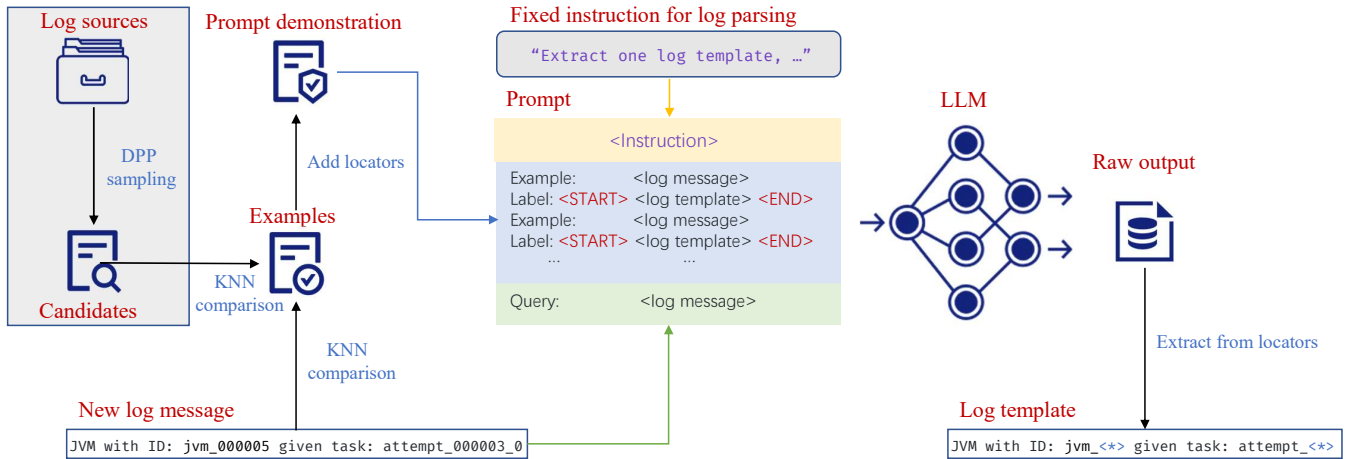 Log sources
DPP
sampling
Candidates
KNN
comparison
Prompt demonstration
Add locators
Examples
KNN
comparison
New log message
JVM with ID: jvm_000005 given task: attempt_000003_0
Fixed instruction for log parsing
“Extract one log template, …”
Prompt
<Instruction>
Example: <log message>
Label: <START> <log template> <END>
Example: <log message>
Label: <START> <log template> <END>
... ...
Query: <log message>
LLM
Raw output
Extract from locators
Log template
JVM with ID: jvm_<*> given task: attempt_<*>